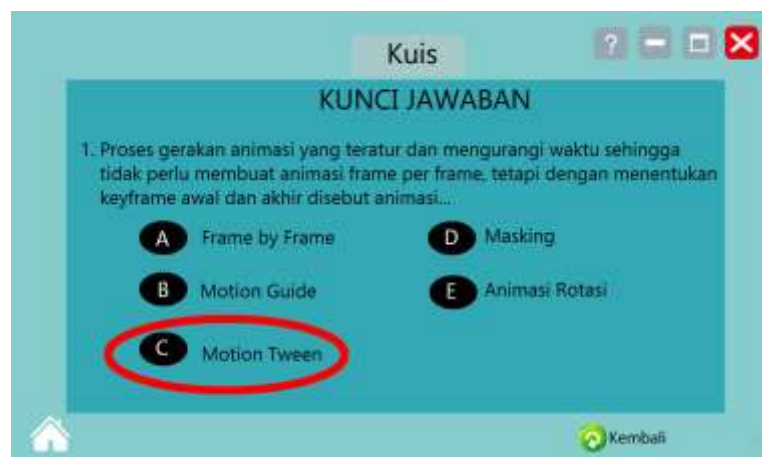 Kuis
?
KUNCI JAWABAN
1. Proses gerakan animasi yang teratur dan mengurangi waktu sehingga
tidak perlu membuat animasi frame per frame, tetapi dengan menentukan
keyframe awal dan akhir disebut animasi...
A Frame by Frame
B Motion Guide
C Motion Tween
D Masking
E Animasi Rotasi
Kembali